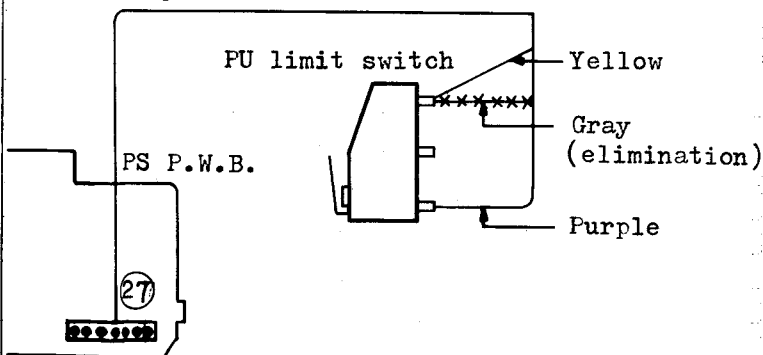 PU limit switch
Yellow
Gray
(elimination)
PS P.W.B.
Purple
27